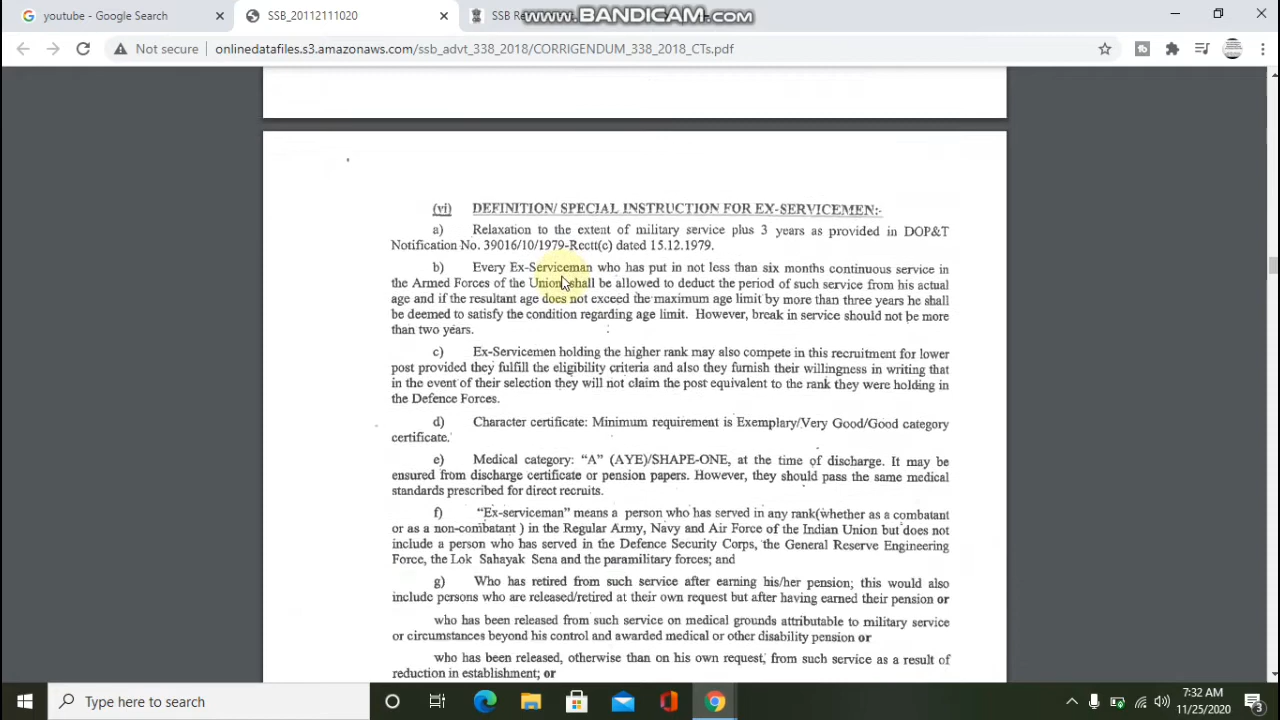 youtube - Google Search
SSB_20112111020
SSB Re
www.BANDICAM.com
Not secure
onlinedatafiles.s3.amazonaws.com/ssb_advt_338_2018/CORRIGENDUM_338_2018_CTs.pdf
(vi) DEFINITION/ SPECIAL INSTRUCTION FOR EX-SERVICEMEN:-
a) Relaxation to the extent of military service plus 3 years as provided in DOP&T
Notification No. 39016/10/1979-Rectt(c) dated 15.12.1979.
b) Every Ex-Serviceman who has put in not less than six months continuous service in
the Armed Forces of the Union shall be allowed to deduct the period of such service from his actual
age and if the resultant age does not exceed the maximum age limit by more than three years he shall
be deemed to satisfy the condition regarding age limit. However, break in service should not be more
than two years.
c) Ex-Servicemen holding the higher rank may also compete in this recruitment for lower
post provided they fulfill the eligibility criteria and also they furnish their willingness in writing that
in the event of their selection they will not claim the post equivalent to the rank they were holding in
the Defence Forces.
d) Character certificate: Minimum requirement is Exemplary/Very Good/Good category
certificate.
e) Medical category: "A" (AYE)/SHAPE-ONE, at the time of discharge. It may be
ensured from discharge certificate or pension papers. However, they should pass the same medical
standards prescribed for direct recruits.
f) "Ex-serviceman" means a person who has served in any rank(whether as a combatant
or as a non-combatant ) in the Regular Army, Navy and Air Force of the Indian Union but does not
include a person who has served in the Defence Security Corps, the General Reserve Engineering
Force, the Lok Sahayak Sena and the paramilitary forces; and
g) Who has retired from such service after earning his/her pension; this would also
include persons who are released/retired at their own request but after having earned their pension or
who has been released from such service on medical grounds attributable to military service
or circumstances beyond his control and awarded medical or other disability pension or
who has been released, otherwise than on his own request, from such service as a result of
reduction in establishment; or
Type here to search
7:32 AM
11/25/2020
3